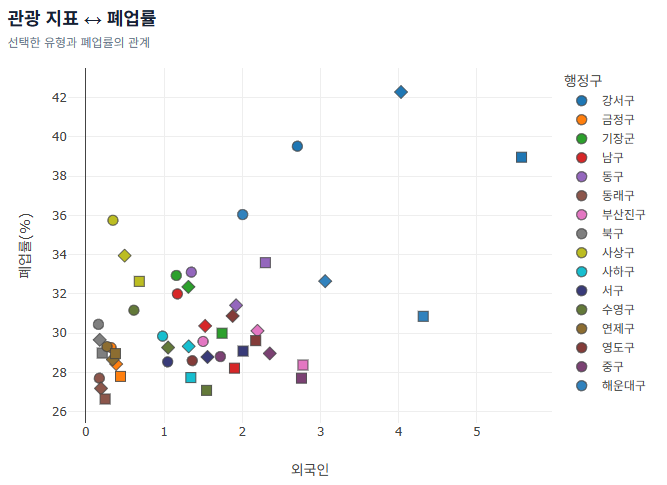 관광 지표 ↔ 폐업률
선택한 유형과 폐업률의 관계
행정구
강서구
금정구
기장군
남구
동구
동래구
부산진구
북구
사상구
사하구
서구
수영구
연제구
영도구
중구
해운대구
폐업률(%)
42
40
38
36
34
32
30
28
26
0 1 2 3 4 5
외국인